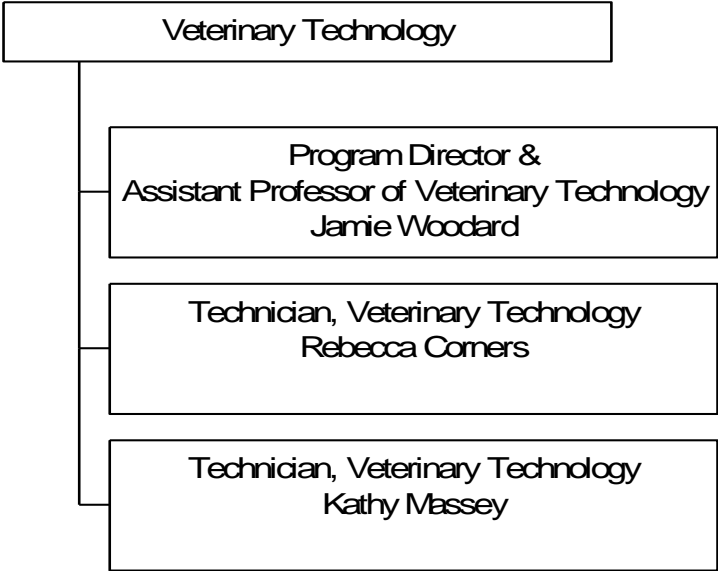 Veterinary Technology
Program Director &
Assistant Professor of Veterinary Technology
Jamie Woodard
Technician, Veterinary Technology
Rebecca Corners
Technician, Veterinary Technology
Kathy Massey